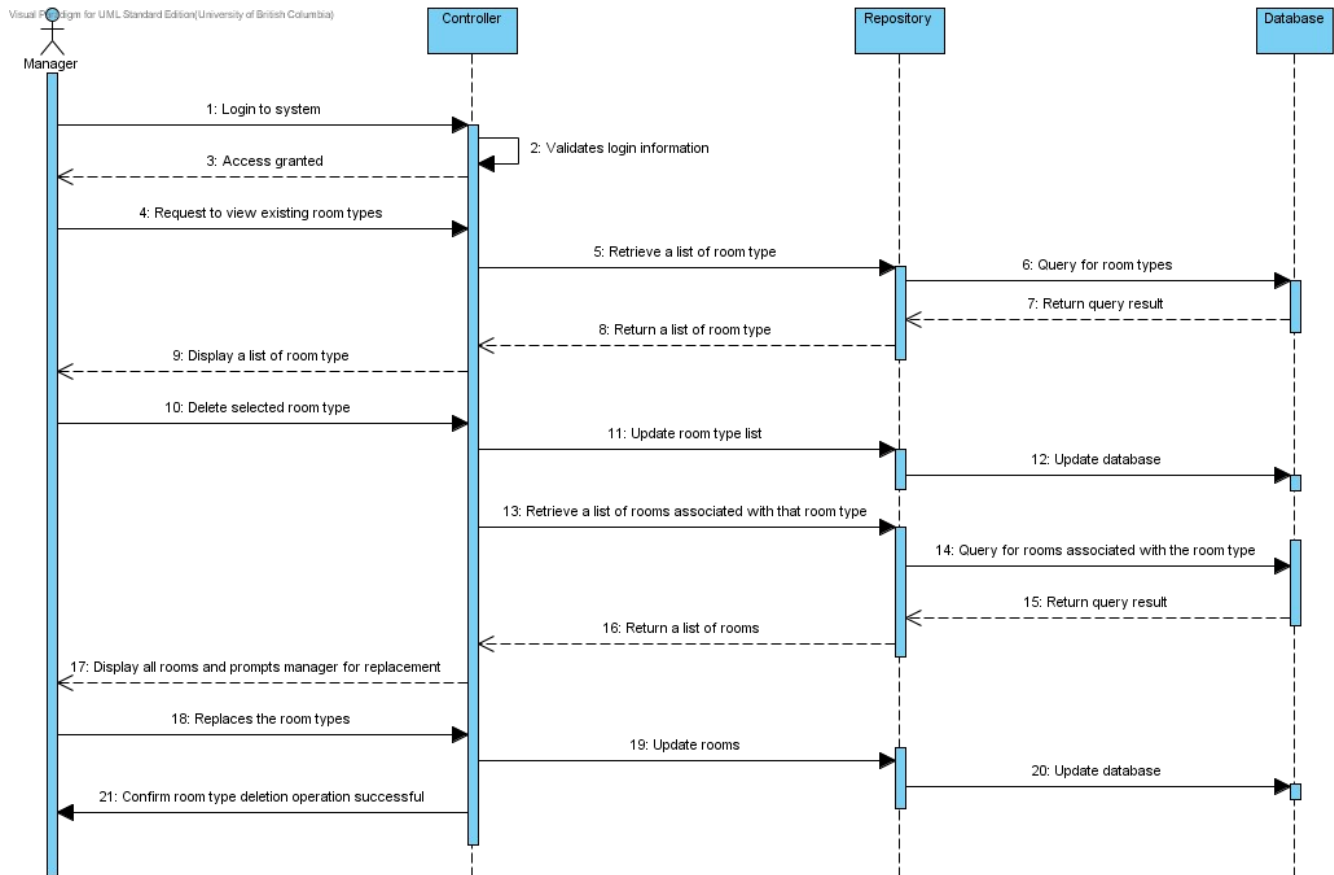 Visual Paradigm for UML Standard Edition(University of British Columbia)
Manager
Controller
Repository
Database
1: Login to system
2: Validates login information
3: Access granted
4: Request to view existing room types
5: Retrieve a list of room type
6: Query for room types
7: Return query result
8: Return a list of room type
9: Display a list of room type
10: Delete selected room type
11: Update room type list
12: Update database
13: Retrieve a list of rooms associated with that room type
14: Query for rooms associated with the room type
15: Return query result
16: Return a list of rooms
17: Display all rooms and prompts manager for replacement
18: Replaces the room types
19: Update rooms
20: Update database
21: Confirm room type deletion operation successful